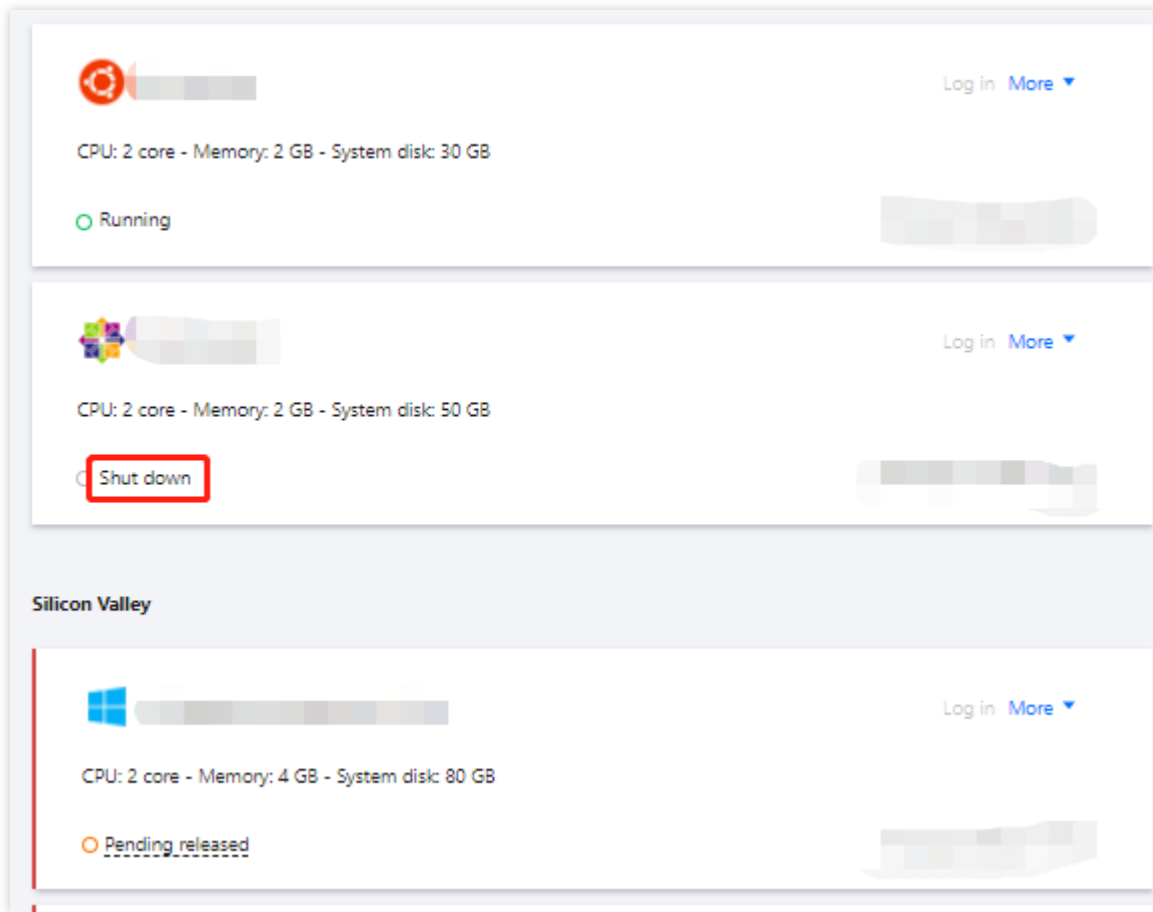 Log in More
CPU: 2 core - Memory: 2 GB - System disk: 30 GB
Running
Log in More
CPU: 2 core - Memory: 2 GB - System disk: 50 GB
Shut down
Silicon Valley
Log in More
CPU: 2 core - Memory: 4 GB - System disk: 80 GB
Pending released